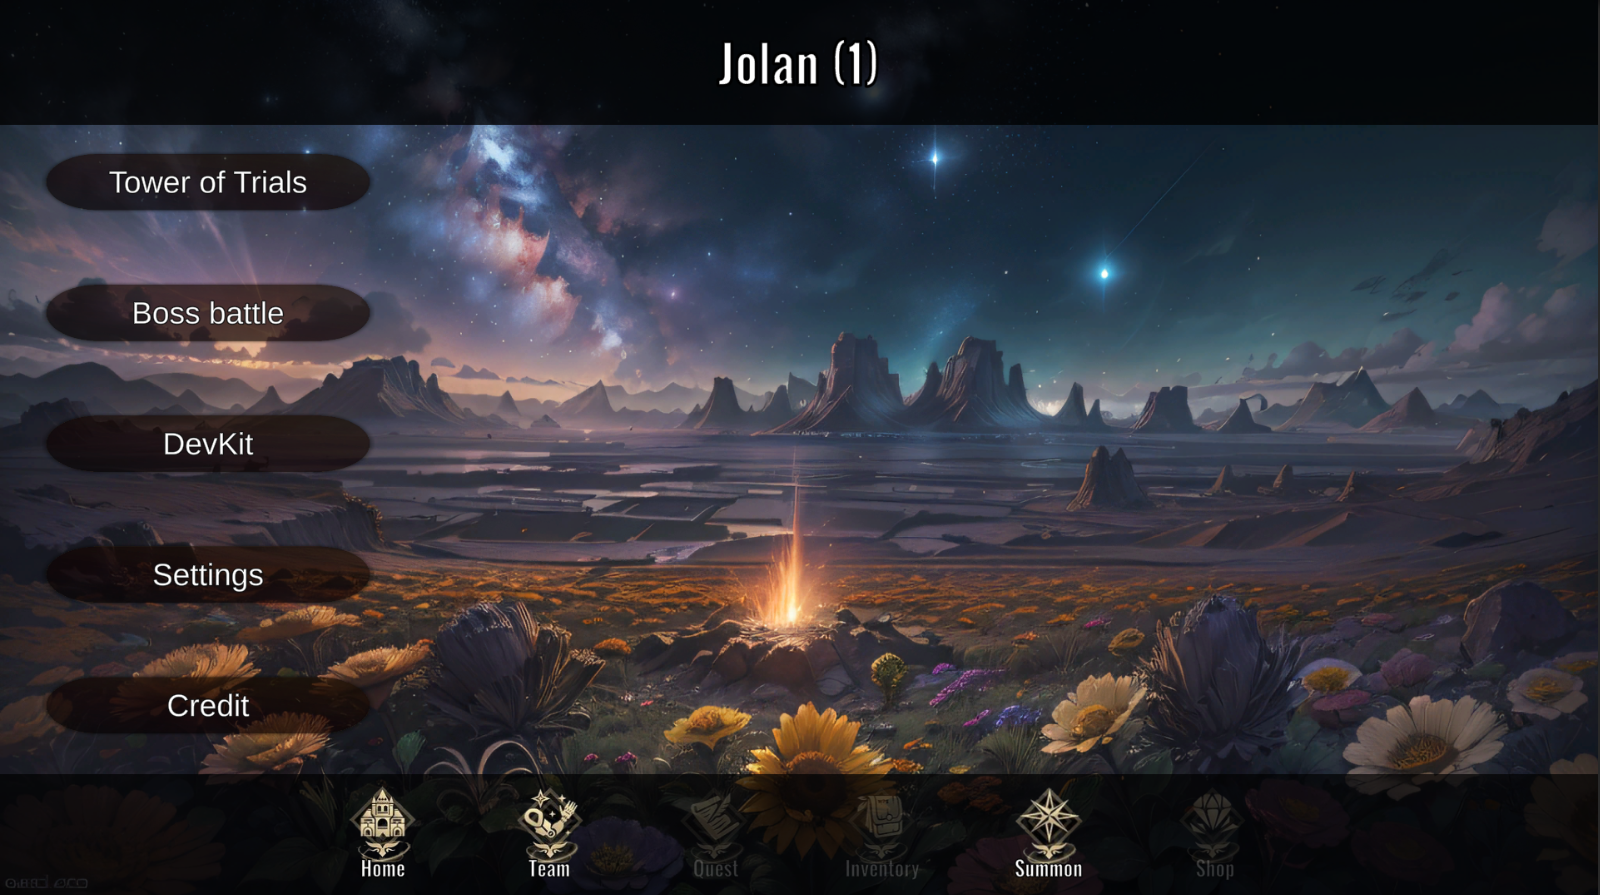 Jolan (1)
Tower of Trials
Boss battle
DevKit
Settings
Credit
Home
Team
Quest
Inventory
Summon
Shop